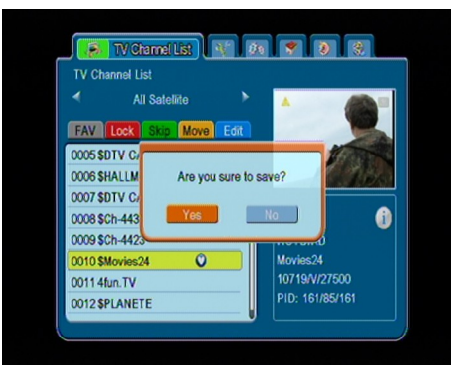 TV Channel List
TV Channel List
All Satellite
FAV Lock Skip Move Edit
0005 $DTV
0006 $HALLM
0007 $DTV
0008 $Ch-443
0009 $Ch-4423
0010 $Movies24
0011 4fun.TV
0012 $PLANETE
Are you sure to save?
Yes No
Movies24
10719/V/27500
PID: 161/85/161